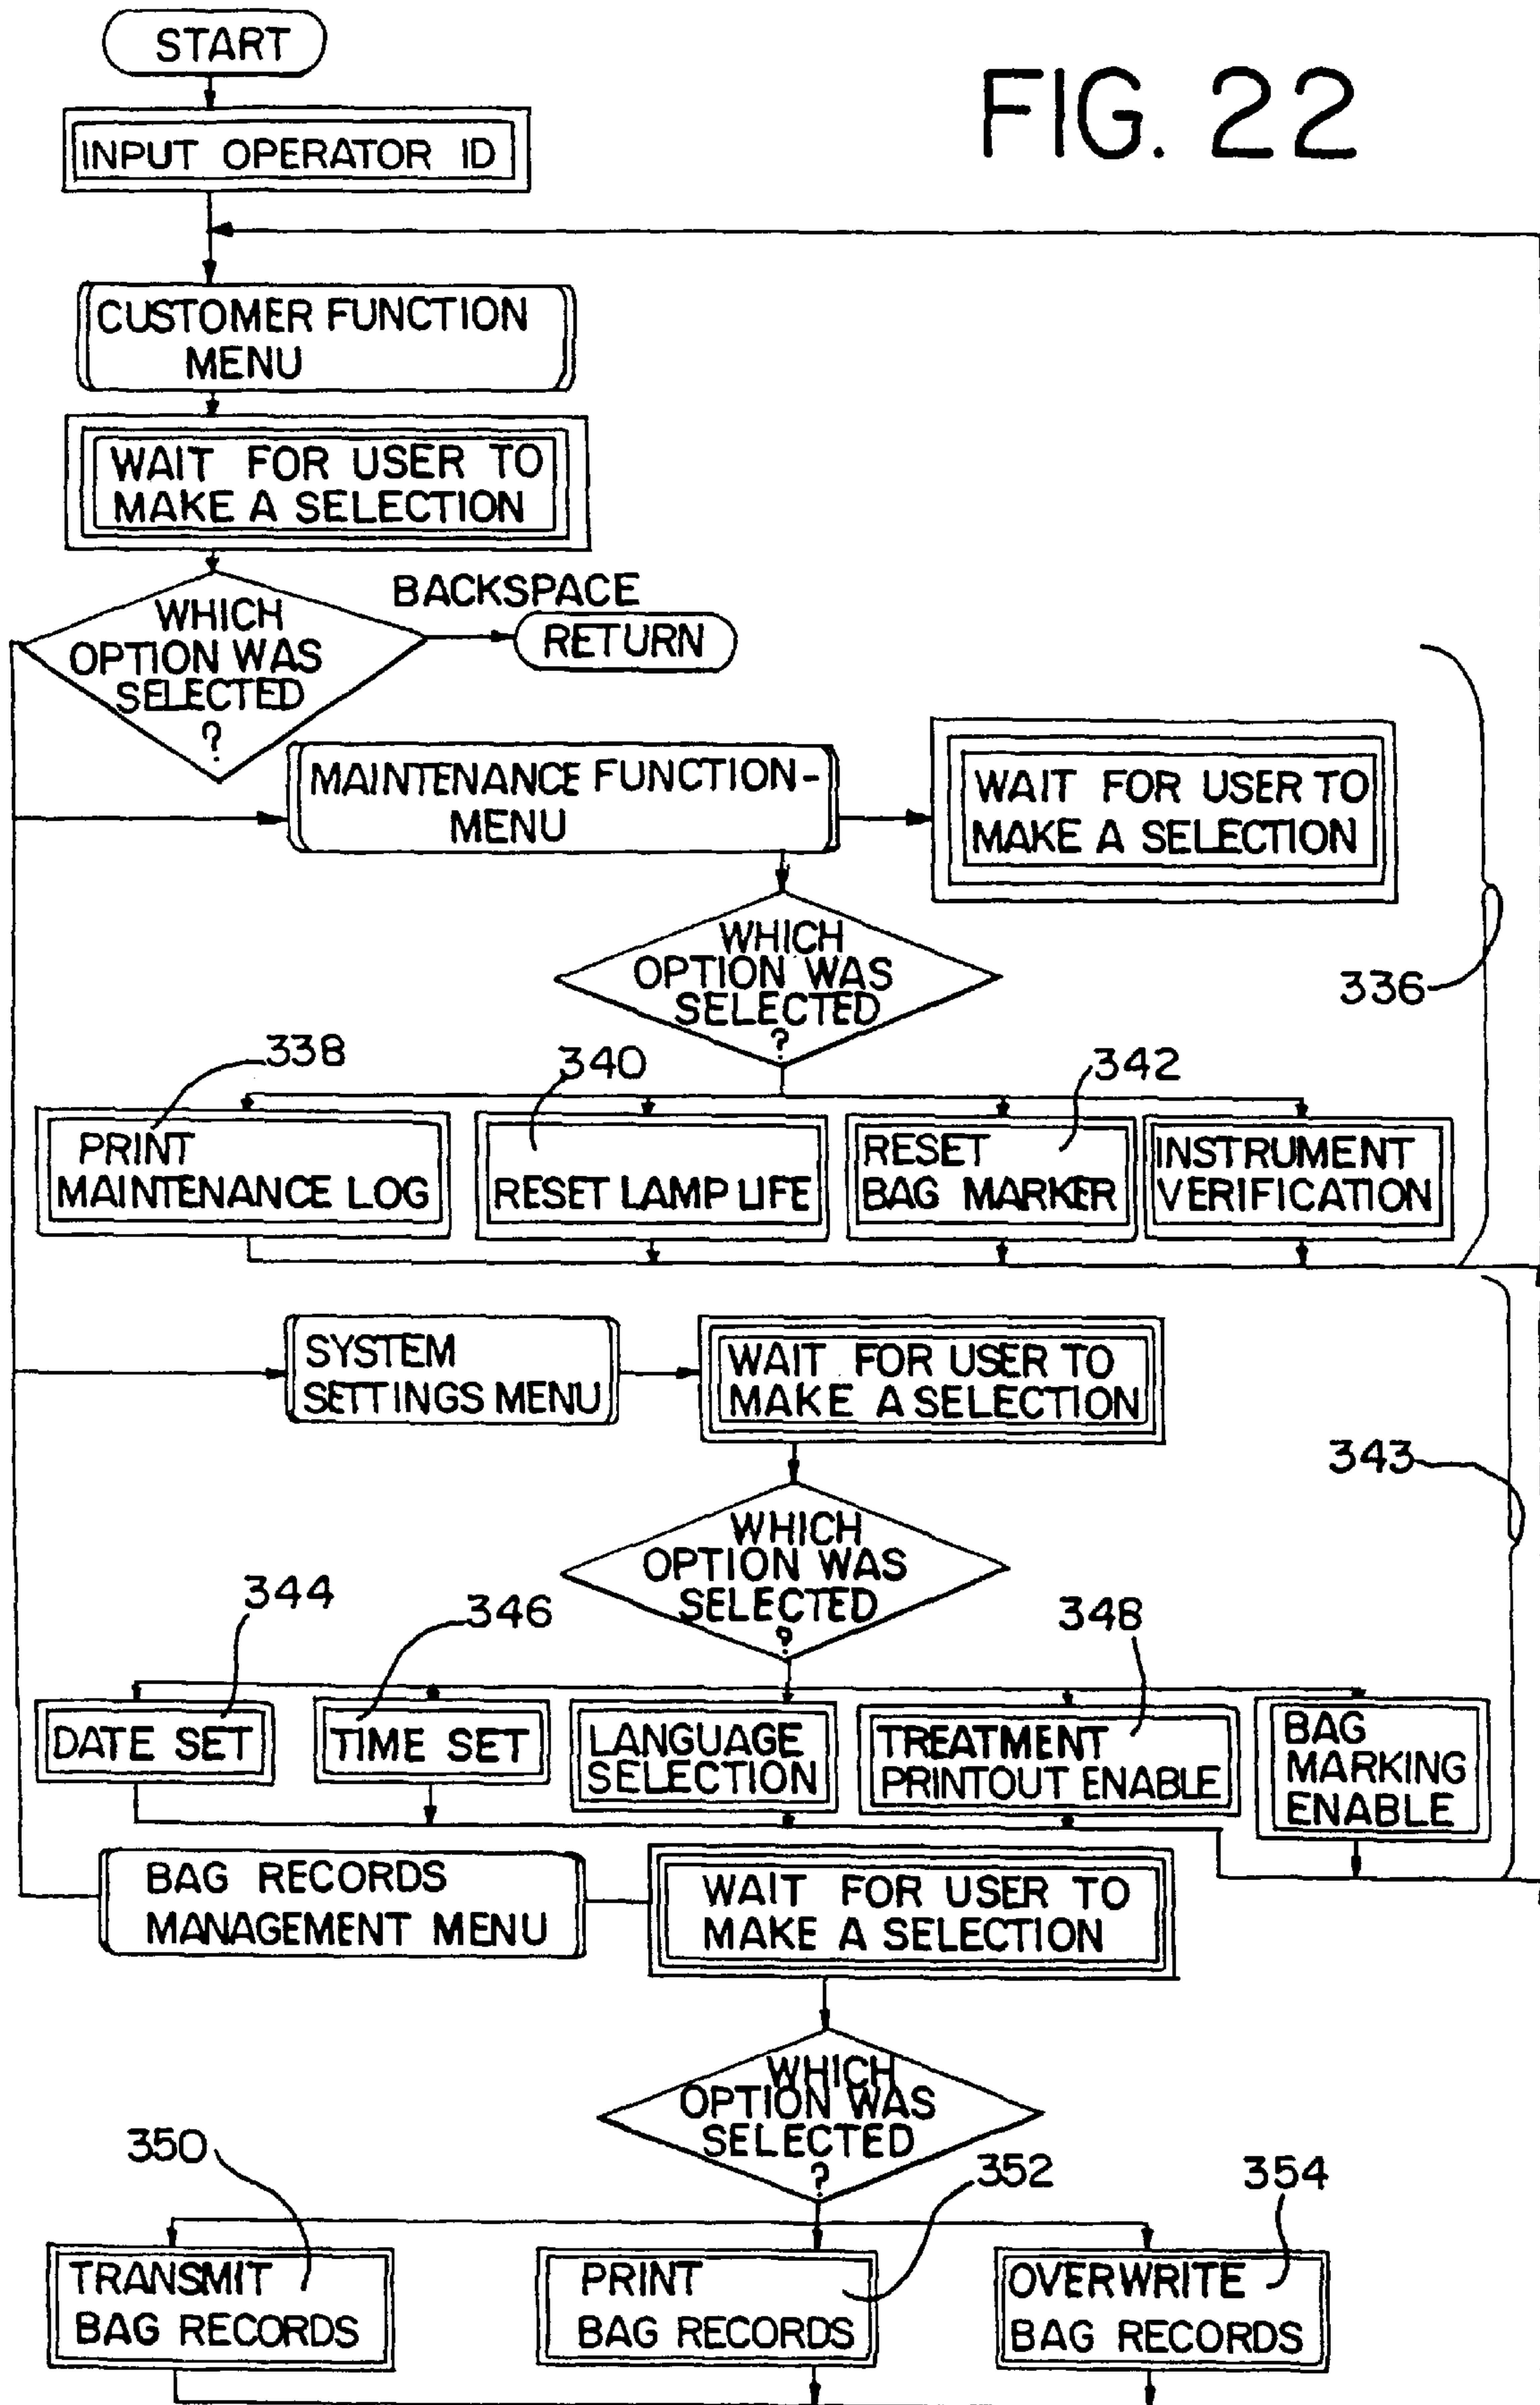 START
FIG. 22
INPUT OPERATOR ID
CUSTOMER FUNCTION
MENU
WAIT FOR USER TO
MAKE A SELECTION
WHICH
OPTION WAS
SELECTED
?
BACKSPACE
RETURN
MAINTENANCE FUNCTION-
MENU
WAIT FOR USER TO
MAKE A SELECTION
WHICH
OPTION WAS
SELECTED
?
336
338
340
342
PRINT
MAINTENANCE LOG
RESET LAMP LIFE
RESET
BAG MARKER
INSTRUMENT
VERIFICATION
SYSTEM
SETTINGS MENU
WAIT FOR USER TO
MAKE A SELECTION
343
WHICH
OPTION WAS
SELECTED
?
344
346
348
DATE SET
TIME SET
LANGUAGE
SELECTION
TREATMENT
PRINTOUT ENABLE
BAG
MARKING
ENABLE
BAG RECORDS
MANAGEMENT MENU
WAIT FOR USER TO
MAKE A SELECTION
WHICH
OPTION WAS
SELECTED
?
350
352
354
TRANSMIT
BAG RECORDS
PRINT
BAG RECORDS
OVERWRITE
BAG RECORDS